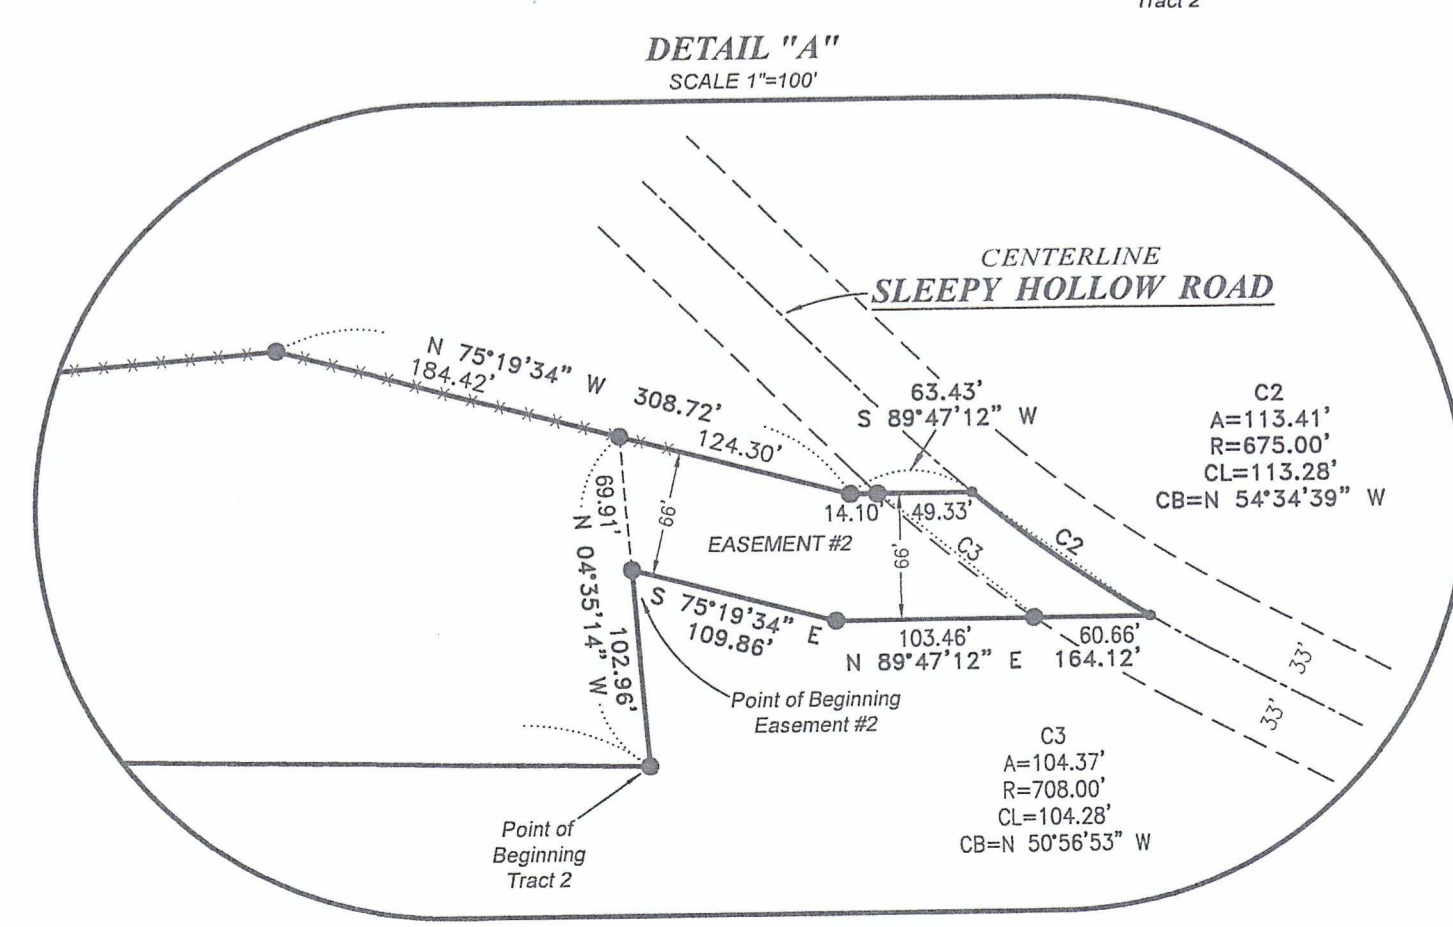 Tract 2
DETAIL "A"
SCALE 1"=100'
CENTERLINE
SLEEPY HOLLOW ROAD
N 75°19'34" W 308.72'
184.42'
124.30'
63.43'
S 89°47'12" W
C2
A=113.41'
R=675.00'
CL=113.28'
CB=N 54°34'39" W
14.10'
49.33'
C2
C3
66'
66'
EASEMENT #2
69.91'
N 04°35'14" W
102.96'
S 75°19'34" E
109.86'
103.46'
60.66'
N 89°47'12" E 164.12'
33'
33'
Point of Beginning
Easement #2
C3
A=104.37'
R=708.00'
CL=104.28'
CB=N 50°56'53" W
Point of
Beginning
Tract 2